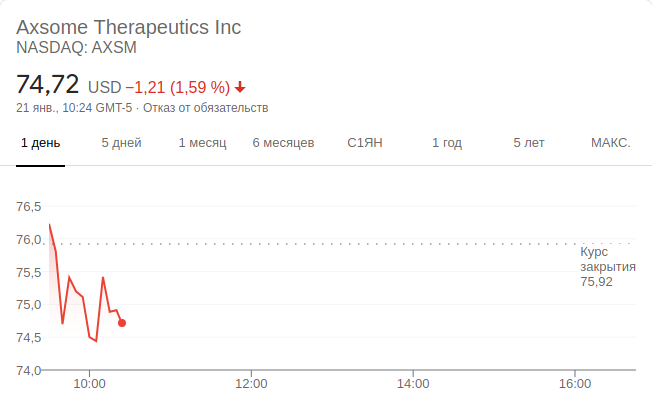 Axsome Therapeutics Inc
NASDAQ: AXSM
74,72 USD −1,21 (1,59 %)
21 янв., 10:24 GMT-5 · Отказ от обязательств
1 день 5 дней 1 месяц 6 месяцев С1ЯН 1 год 5 лет МАКС.
76,5
76,0
Курс
закрытия
75,92
75,5
75,0
74,5
74,0
10:00 12:00 14:00 16:00